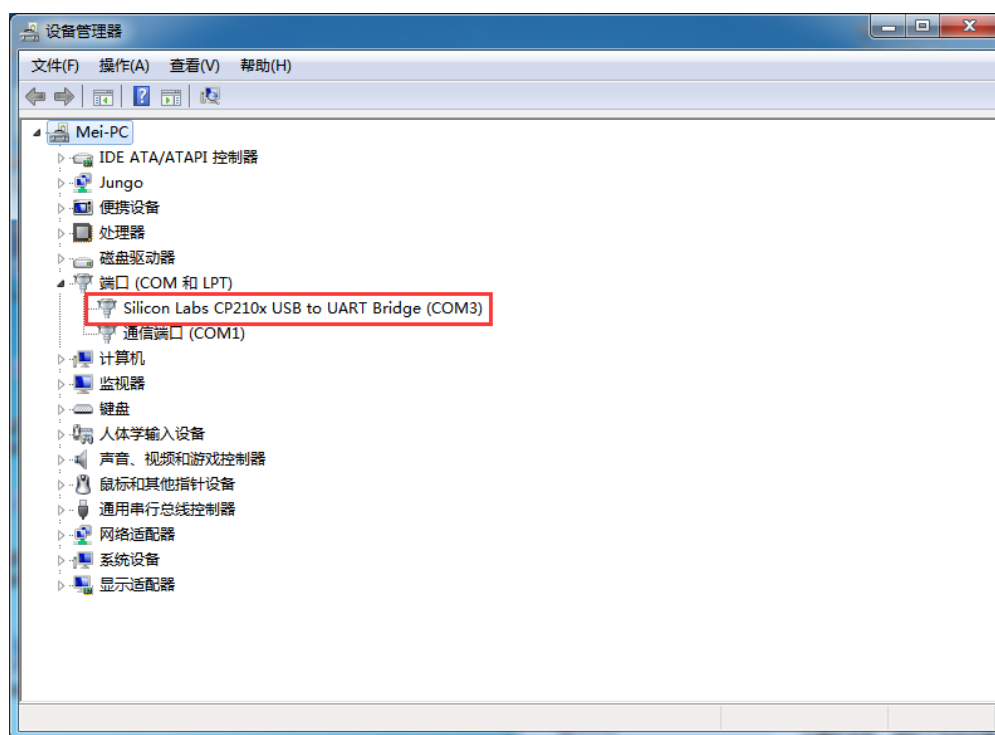 设备管理器
文件(F) 操作(A) 查看(V) 帮助(H)
Mei-PC
IDE ATA/ATAPI 控制器
Jungo
便携设备
处理器
磁盘驱动器
端口 (COM 和 LPT)
Silicon Labs CP210x USB to UART Bridge (COM3)
通信端口 (COM1)
计算机
监视器
键盘
人体学输入设备
声音、视频和游戏控制器
鼠标和其他指针设备
通用串行总线控制器
网络适配器
系统设备
显示适配器